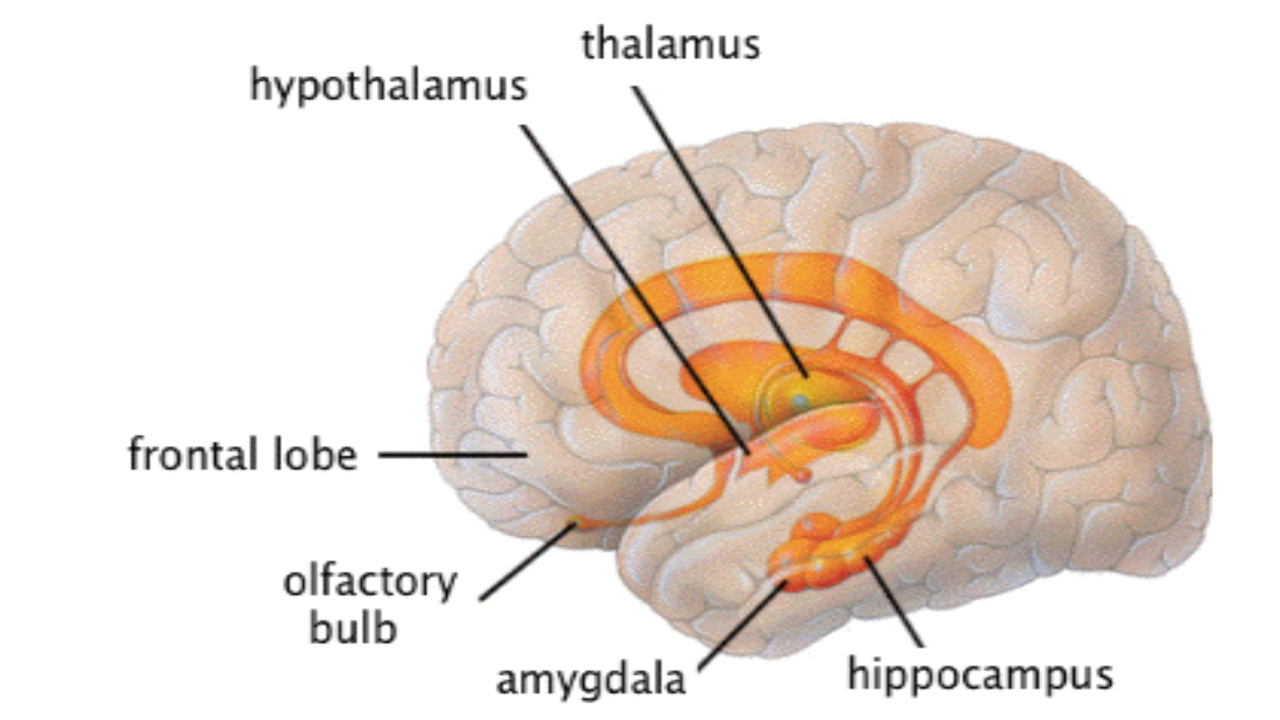 thalamus
hypothalamus
frontal lobe
olfactory
bulb
amygdala
hippocampus